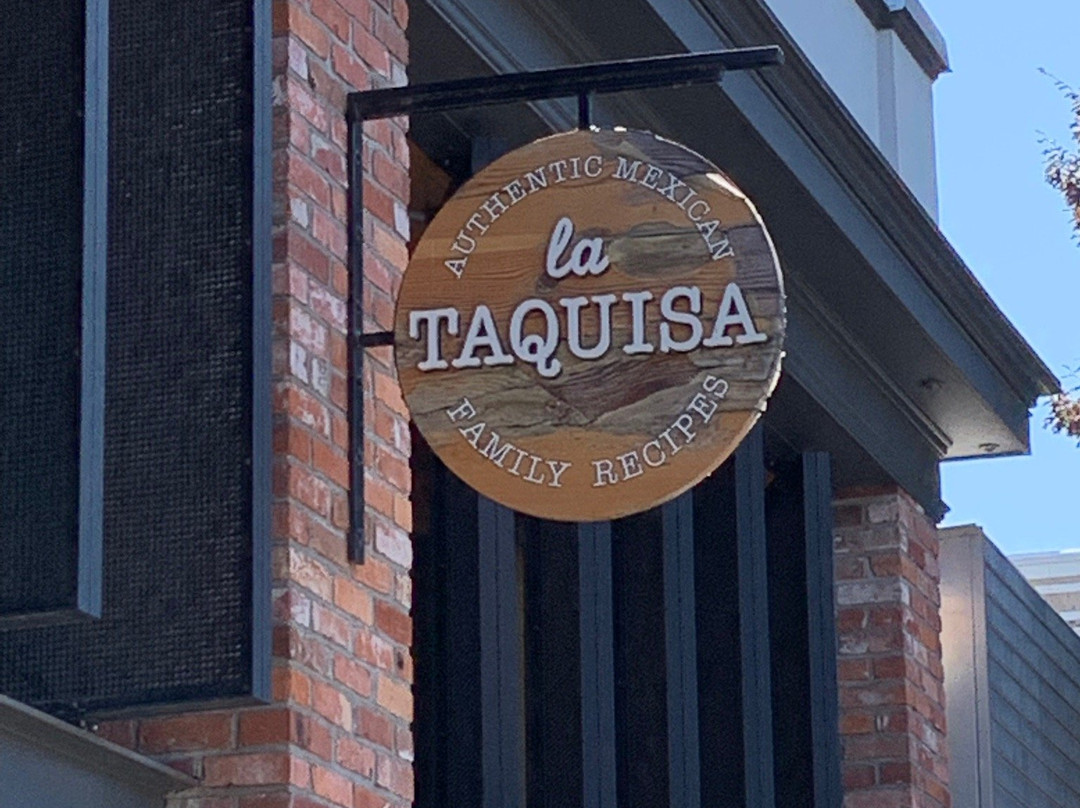 AUTHENTIC MEXICAN
la
TAQUISA
FAMILY RECIPES